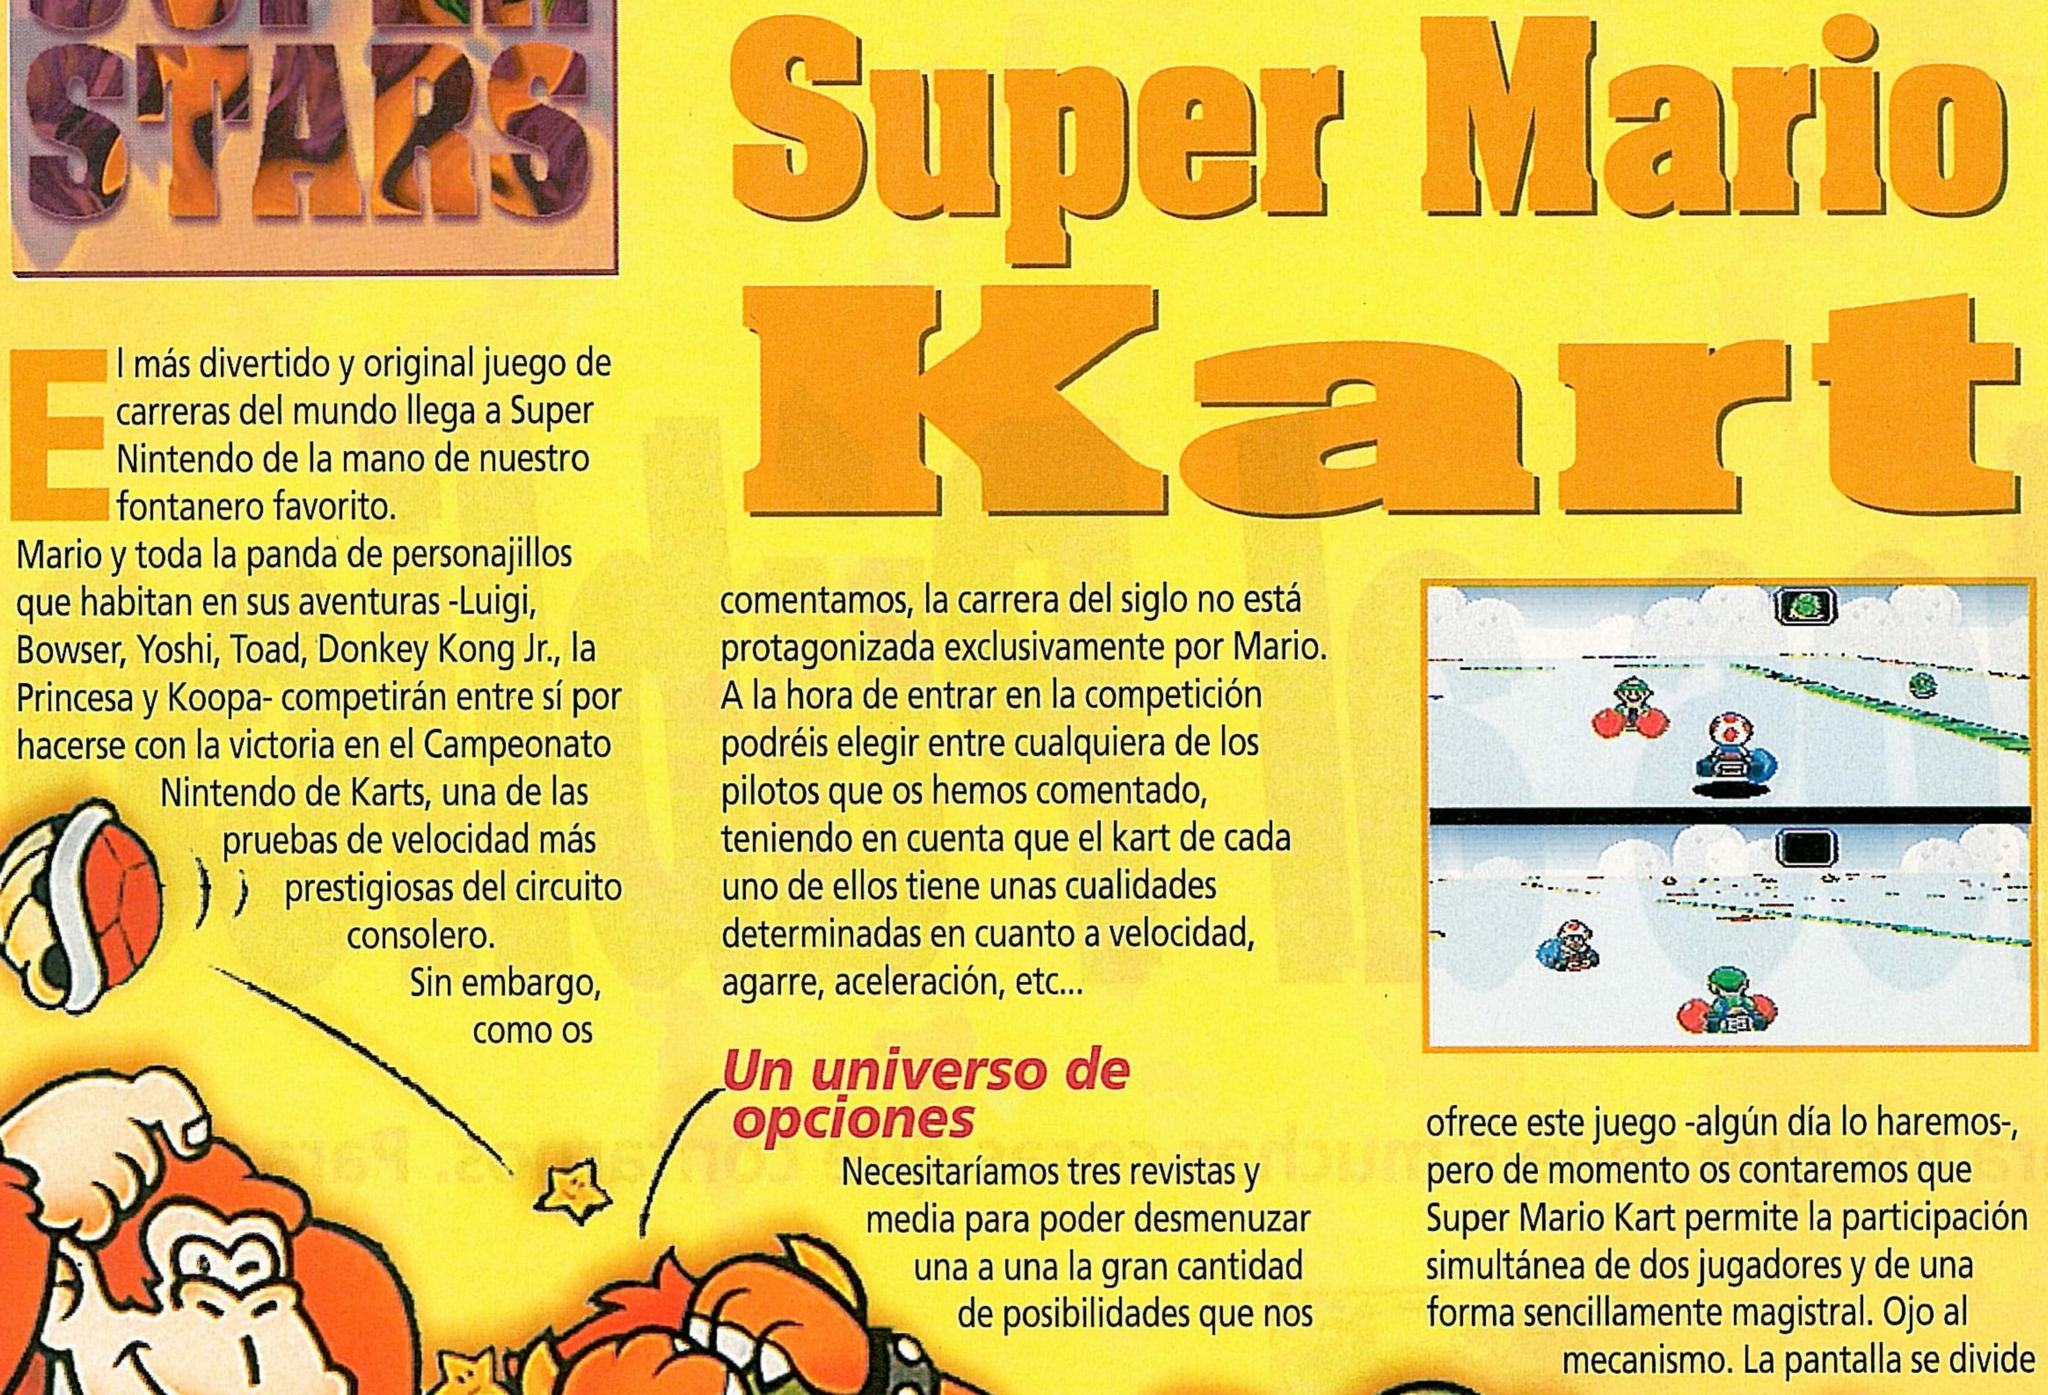 STARS
Super Mario
Kart
El más divertido y original juego de
carreras del mundo llega a Super
Nintendo de la mano de nuestro
fontanero favorito.
Mario y toda la panda de personajillos
que habitan en sus aventuras -Luigi,
Bowser, Yoshi, Toad, Donkey Kong Jr., la
Princesa y Koopa- competirán entre sí por
hacerse con la victoria en el Campeonato
Nintendo de Karts, una de las
pruebas de velocidad más
prestigiosas del circuito
consolero.
Sin embargo,
como os
comentamos, la carrera del siglo no está
protagonizada exclusivamente por Mario.
A la hora de entrar en la competición
podréis elegir entre cualquiera de los
pilotos que os hemos comentado,
teniendo en cuenta que el kart de cada
uno de ellos tiene unas cualidades
determinadas en cuanto a velocidad,
agarre, aceleración, etc...
Un universo de
opciones
Necesitaríamos tres revistas y
media para poder desmenuzar
una a una la gran cantidad
de posibilidades que nos
ofrece este juego -algún día lo haremos-,
pero de momento os contaremos que
Super Mario Kart permite la participación
simultánea de dos jugadores y de una
forma sencillamente magistral. Ojo al
mecanismo. La pantalla se divide